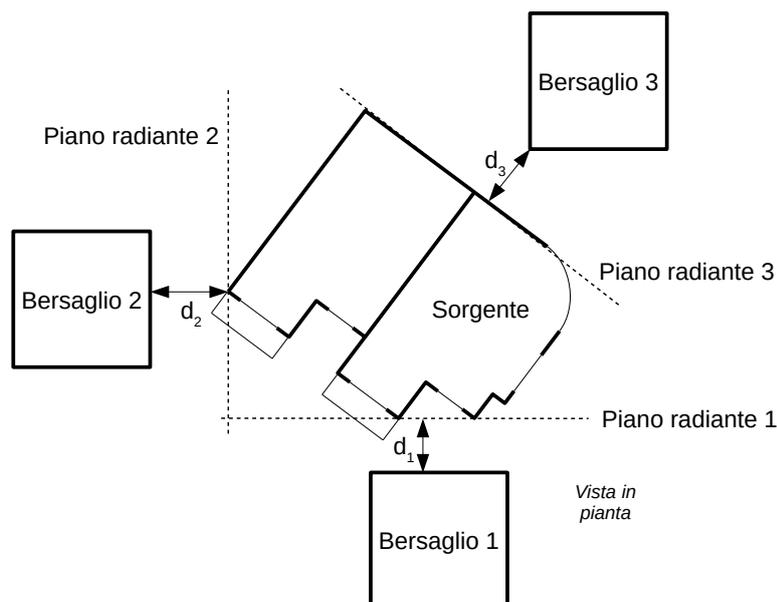 Bersaglio 3
Piano radiante 2
d3
Piano radiante 3
Bersaglio 2
d2
Sorgente
Piano radiante 1
d1
Vista in
pianta
Bersaglio 1